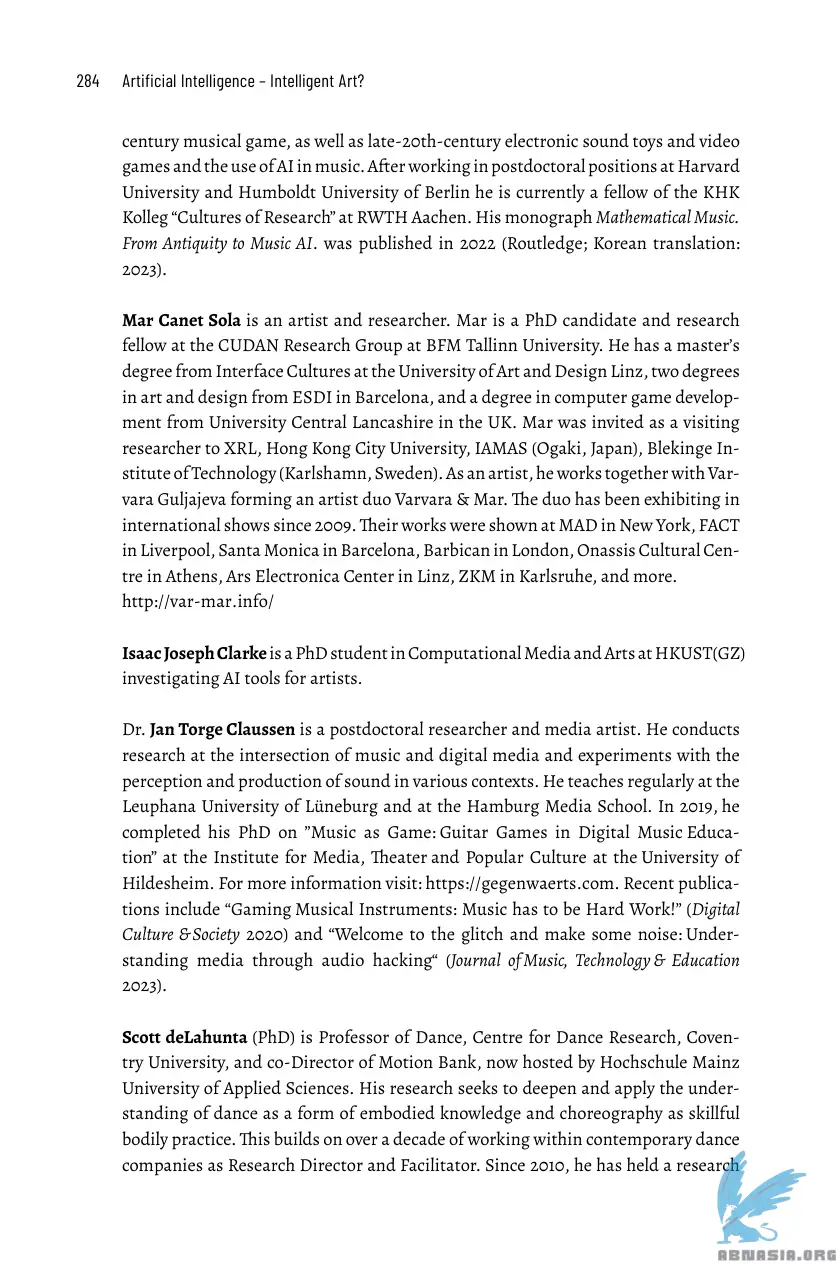 284 Artificial Intelligence – Intelligent Art?
century musical game, as well as late-20th-century electronic sound toys and video
games and the use of AI in music. After working in postdoctoral positions at Harvard
University and Humboldt University of Berlin he is currently a fellow of the KHK
Kolleg “Cultures of Research” at RWTH Aachen. His monograph Mathematical Music.
From Antiquity to Music AI. was published in 2022 (Routledge; Korean translation:
2023).
Mar Canet Sola is an artist and researcher. Mar is a PhD candidate and research
fellow at the CUDAN Research Group at BFM Tallinn University. He has a master’s
degree from Interface Cultures at the University of Art and Design Linz, two degrees
in art and design from ESDI in Barcelona, and a degree in computer game develop-
ment from University Central Lancashire in the UK. Mar was invited as a visiting
researcher to XRL, Hong Kong City University, IAMAS (Ogaki, Japan), Blekinge In-
stitute of Technology (Karlshamn, Sweden). As an artist, he works together with Var-
vara Guljajeva forming an artist duo Varvara & Mar. The duo has been exhibiting in
international shows since 2009. Their works were shown at MAD in New York, FACT
in Liverpool, Santa Monica in Barcelona, Barbican in London, Onassis Cultural Cen-
tre in Athens, Ars Electronica Center in Linz, ZKM in Karlsruhe, and more.
http://var-mar.info/
Isaac Joseph Clarke is a PhD student in Computational Media and Arts at HKUST(GZ)
investigating AI tools for artists.
Dr. Jan Torge Claussen is a postdoctoral researcher and media artist. He conducts
research at the intersection of music and digital media and experiments with the
perception and production of sound in various contexts. He teaches regularly at the
Leuphana University of Lüneburg and at the Hamburg Media School. In 2019, he
completed his PhD on ”Music as Game: Guitar Games in Digital Music Educa-
tion” at the Institute for Media, Theater and Popular Culture at the University of
Hildesheim. For more information visit: https://gegenwaerts.com. Recent publica-
tions include “Gaming Musical Instruments: Music has to be Hard Work!” (Digital
Culture & Society 2020) and “Welcome to the glitch and make some noise: Under-
standing media through audio hacking“ (Journal of Music, Technology & Education
2023).
Scott deLahunta (PhD) is Professor of Dance, Centre for Dance Research, Coven-
try University, and co-Director of Motion Bank, now hosted by Hochschule Mainz
University of Applied Sciences. His research seeks to deepen and apply the under-
standing of dance as a form of embodied knowledge and choreography as skillful
bodily practice. This builds on over a decade of working within contemporary dance
companies as Research Director and Facilitator. Since 2010, he has held a research
ABNASIA.ORG